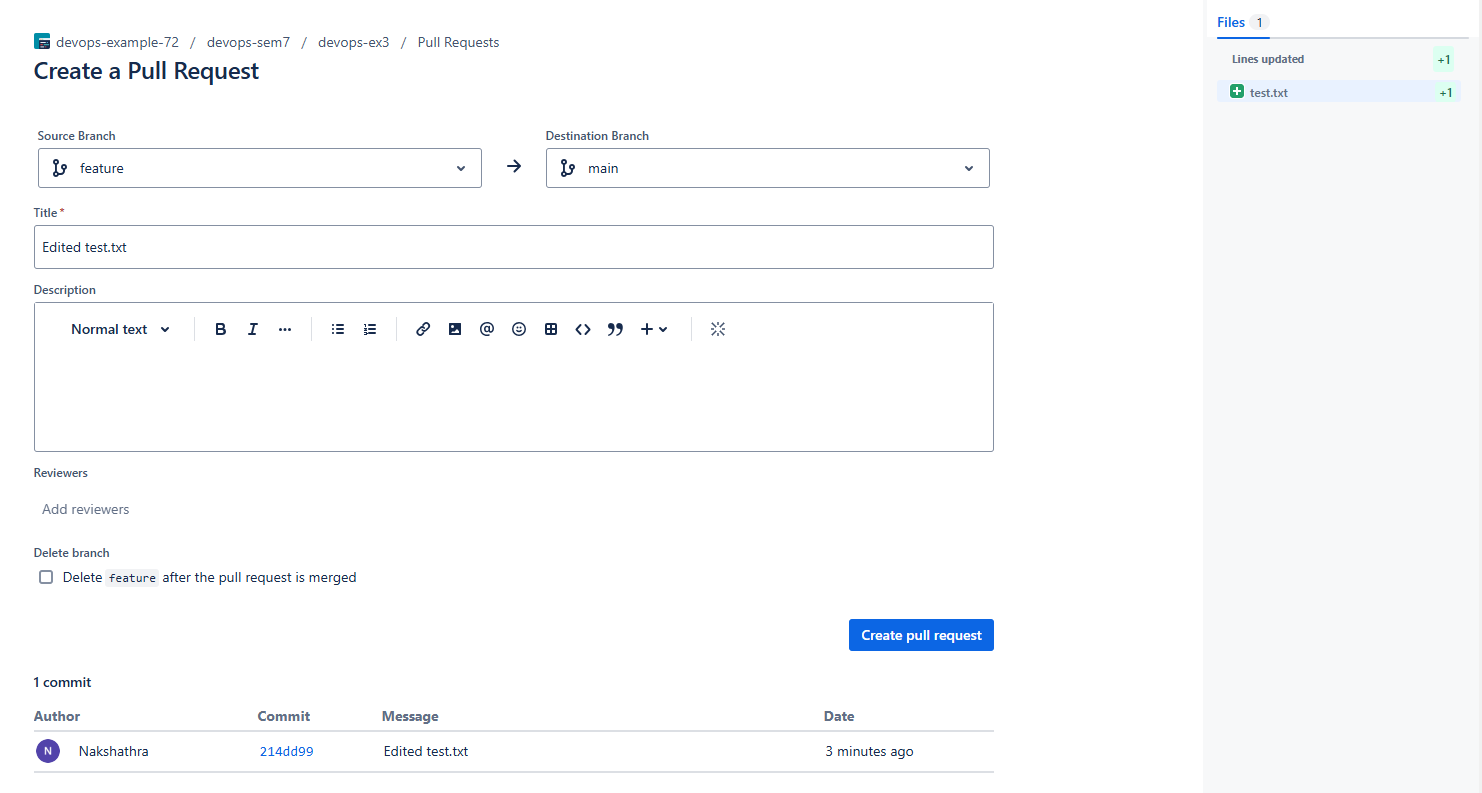 devops-example-72 / devops-sem7 / devops-ex3 / Pull Requests
Create a Pull Request
Source Branch
feature
Destination Branch
main
Title *
Edited test.txt
Description
Normal text
Reviewers
Add reviewers
Delete branch
Delete feature after the pull request is merged
Create pull request
1 commit
Author Commit Message Date
N Nakshathra 214dd99 Edited test.txt 3 minutes ago
Files 1
Lines updated +1
test.txt +1